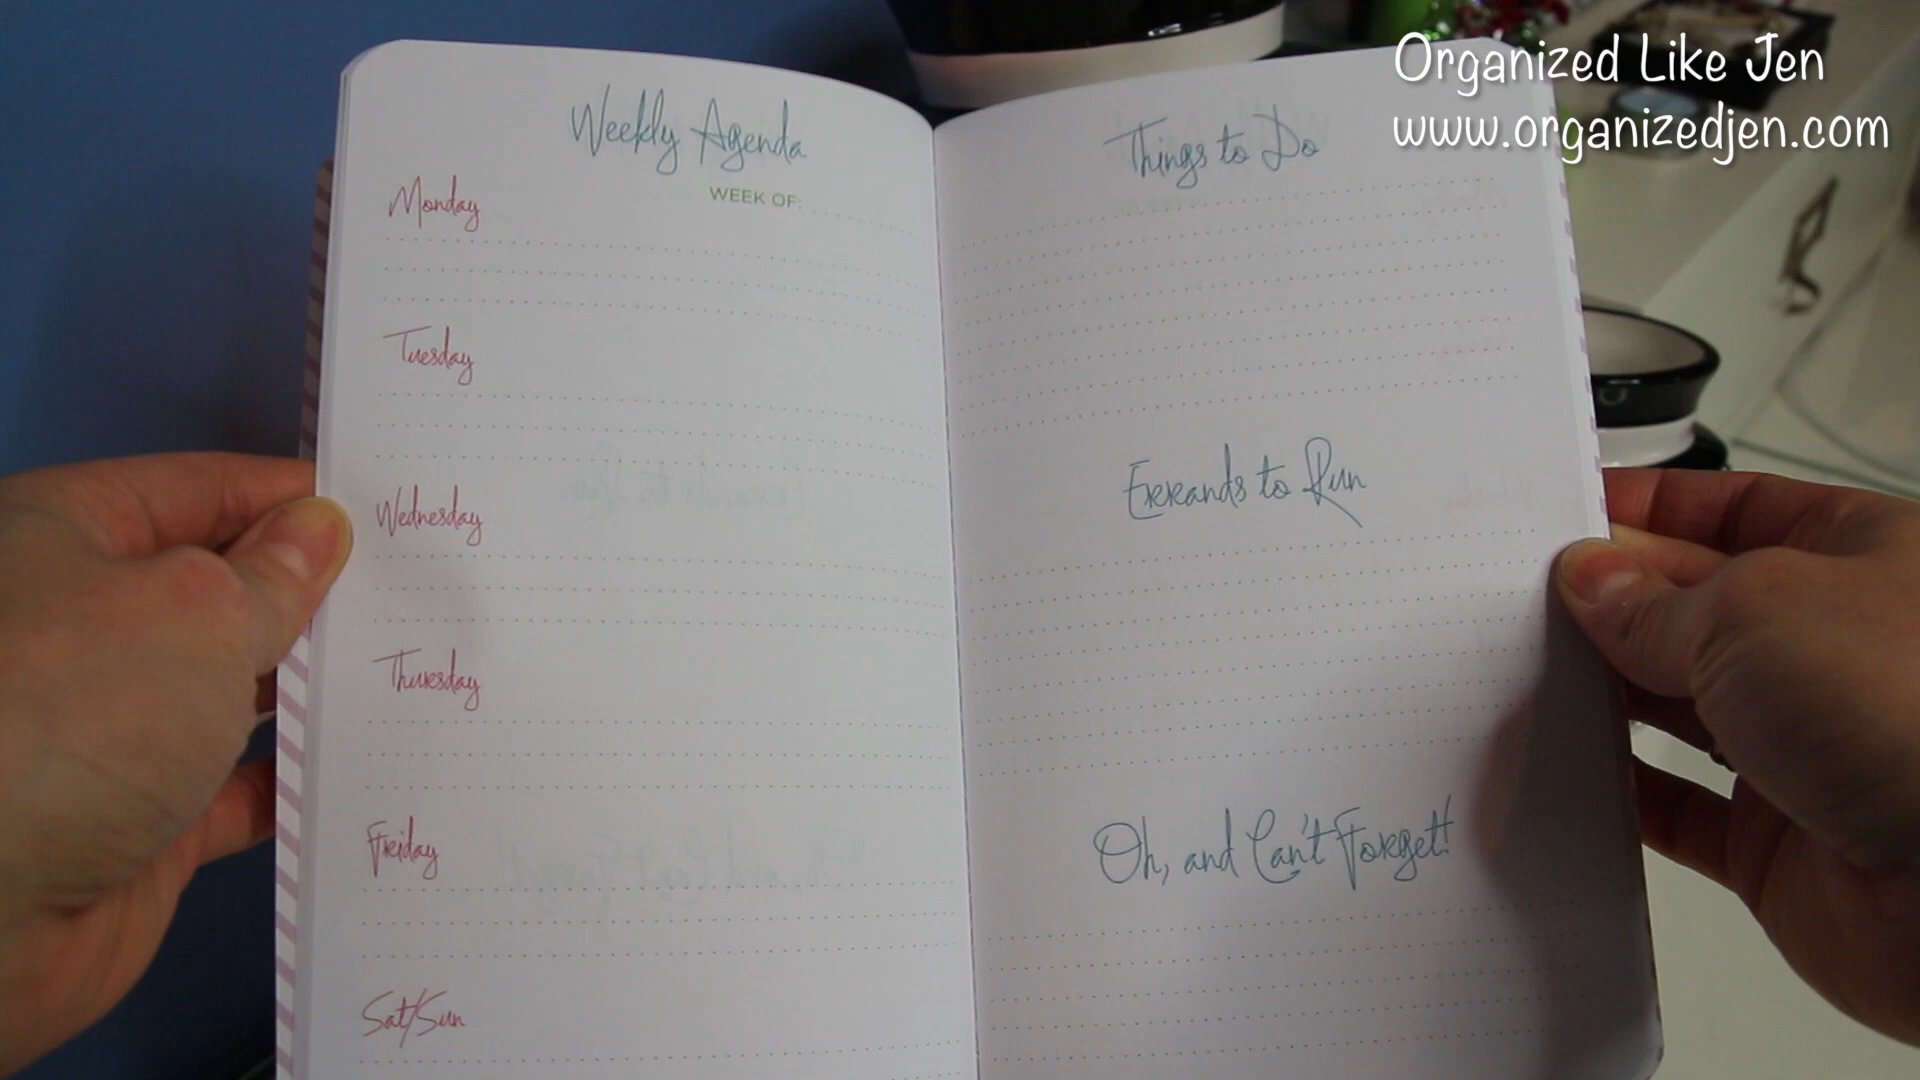 Organized Like Jen
www.organizedjen.com
Weekly Agenda
WEEK OF:
Monday
Tuesday
Wednesday
Thursday
Friday
Sat/Sun
Things to Do
Errands to Run
Oh, and Can't Forget!